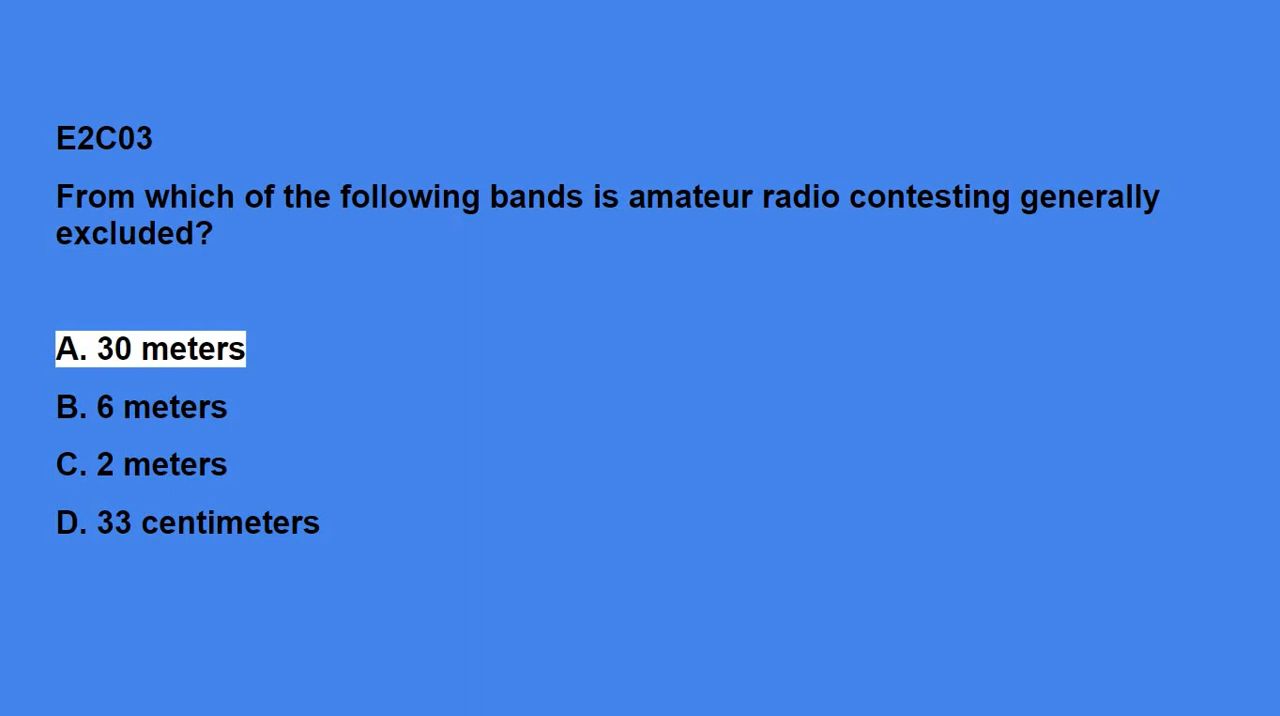 E2C03
From which of the following bands is amateur radio contesting generally
excluded?
A. 30 meters
B. 6 meters
C. 2 meters
D. 33 centimeters